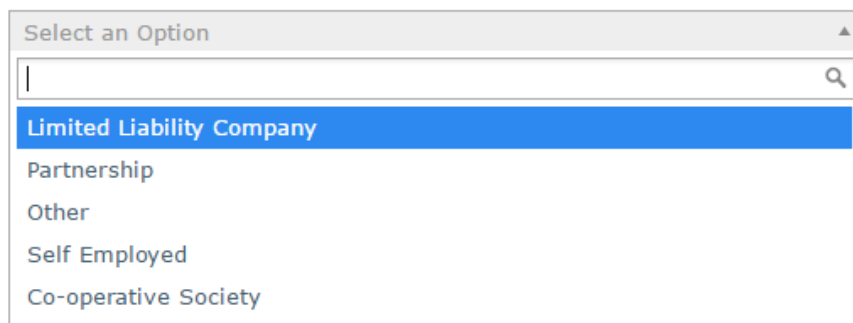 Select an Option
Limited Liability Company
Partnership
Other
Self Employed
Co-operative Society